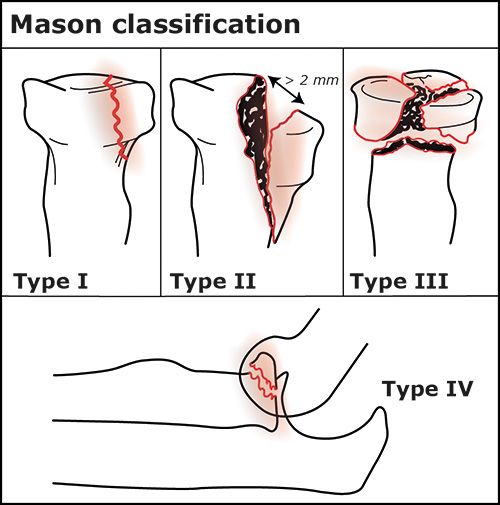 Mason classification
> 2 mm
Type I
Type II
Type III
Type IV